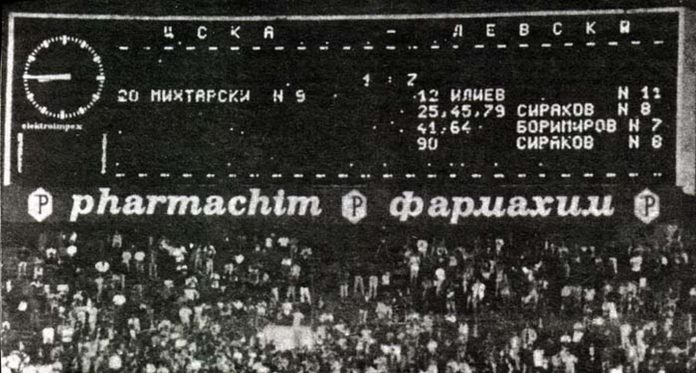 ЦСКА - ЛЕВСКИ
1 : 7
20 МИХТАРСКИ N 9
12 ИЛИЕВ N 11
25,45,79 СИРАКОВ N 8
41,64 БОРИМИРОВ N 7
90 СИРАКОВ N 8
elektroimpex
P pharmachim P фармахим P